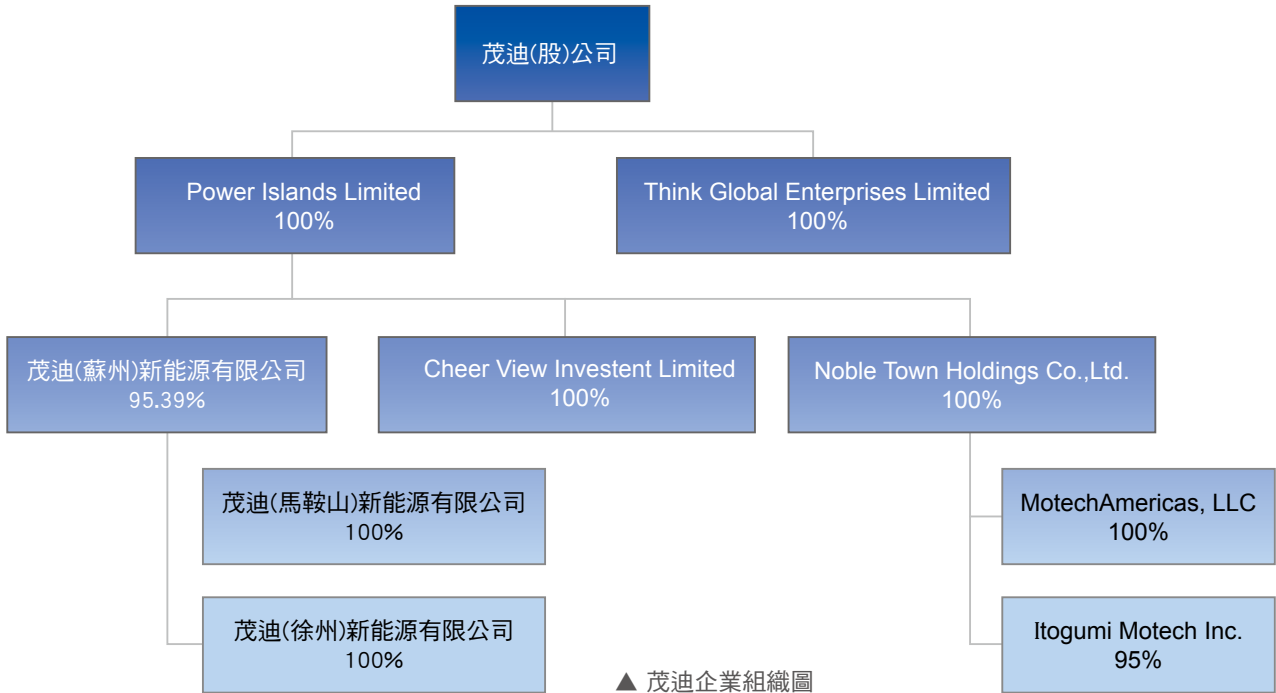 茂迪(股)公司
Power Islands Limited
100%
Think Global Enterprises Limited
100%
茂迪(蘇州)新能源有限公司
95.39%
Cheer View Investent Limited
100%
Noble Town Holdings Co.,Ltd.
100%
茂迪(馬鞍山)新能源有限公司
100%
MotechAmericas, LLC
100%
茂迪(徐州)新能源有限公司
100%
Itogumi Motech Inc.
95%
▲ 茂迪企業組織圖